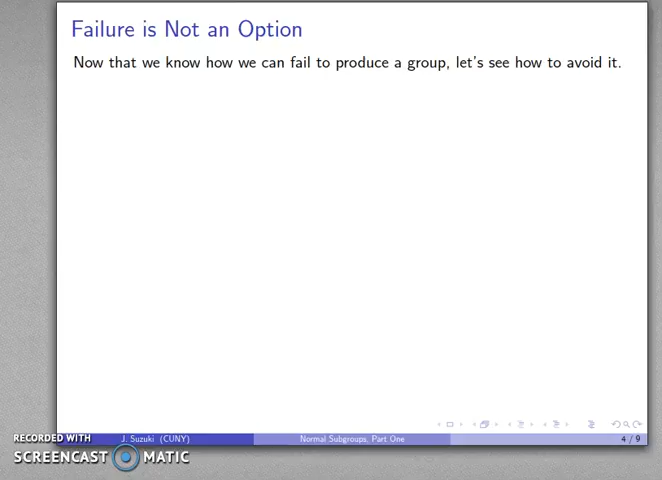 Failure is Not an Option
Now that we know how we can fail to produce a group, let's see how to avoid it.
RECORDED WITH
SCREENCAST MATIC
J. Suzuki (CUNY)
Normal Subgroups, Part One
4 / 9